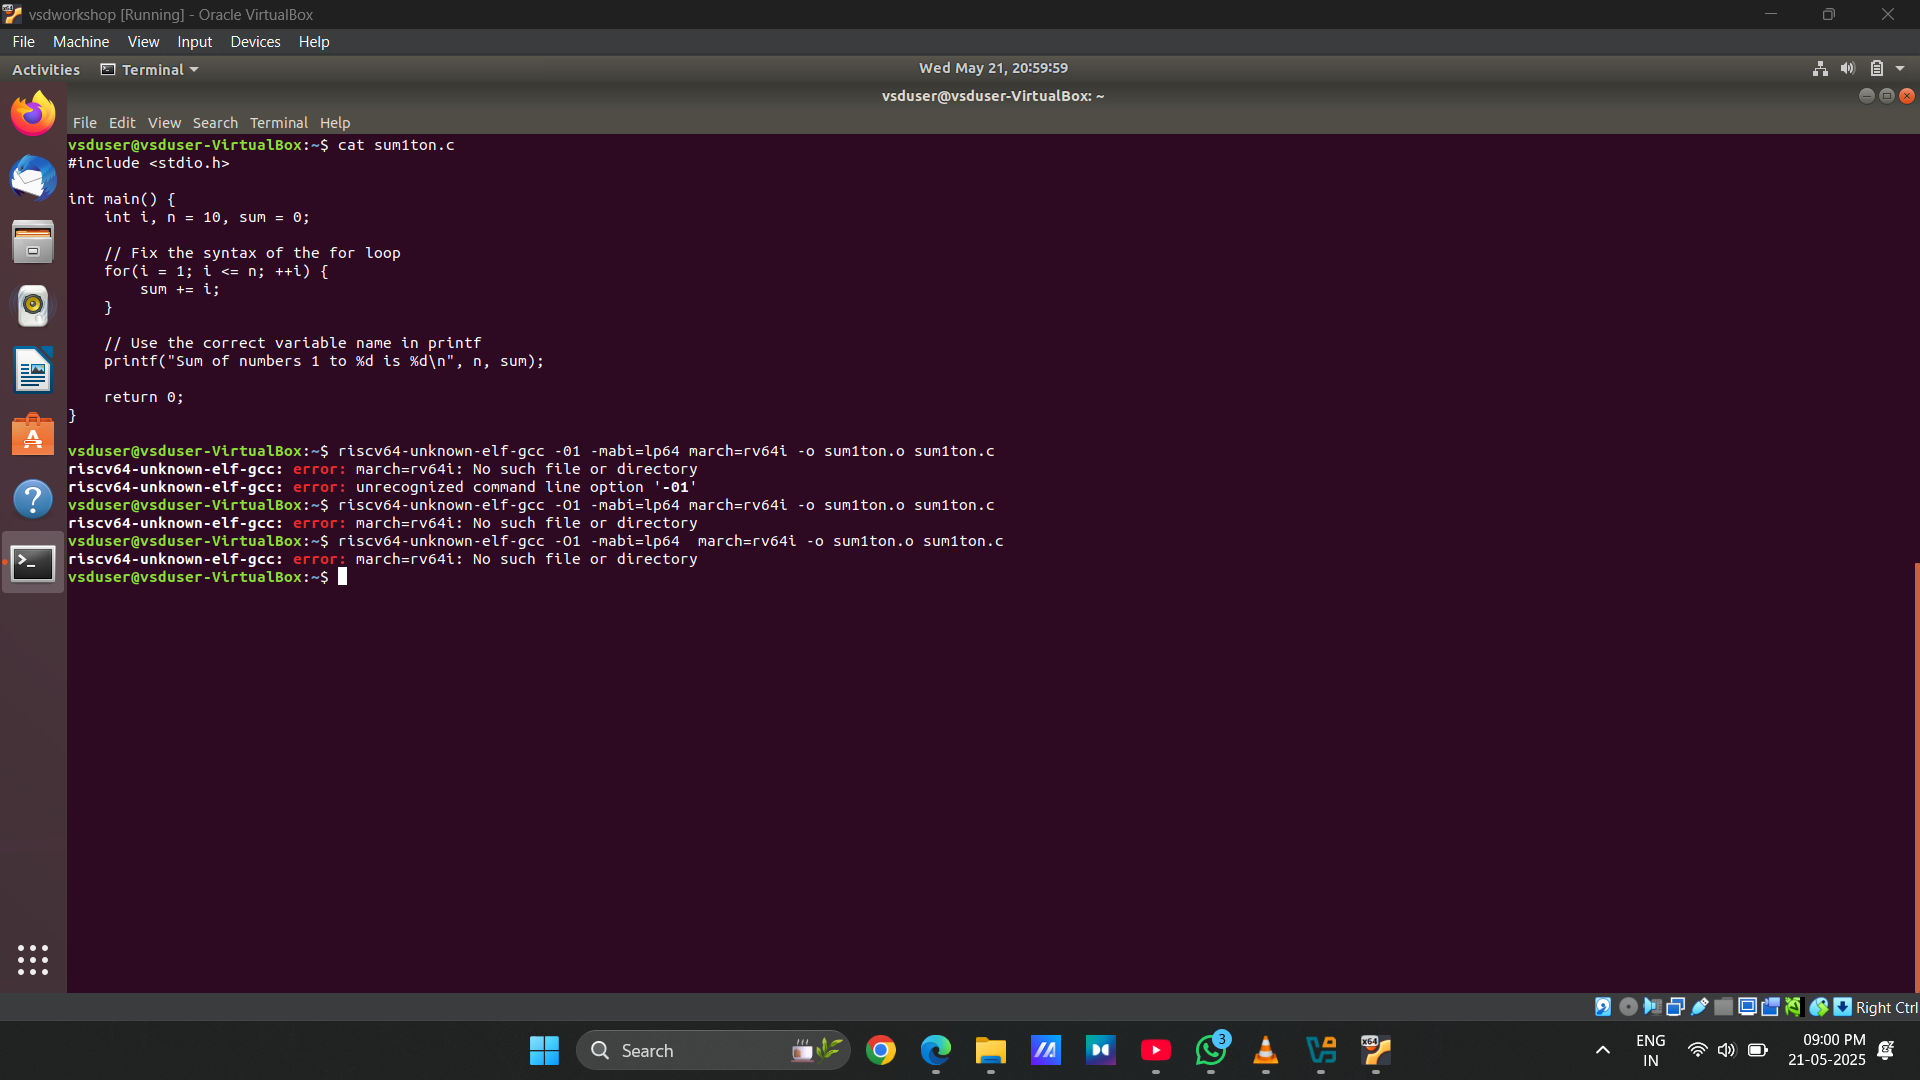 vsdworkshop [Running] - Oracle VirtualBox
File Machine View Input Devices Help
Activities Terminal Wed May 21, 20:59:59
vsduser@vsduser-VirtualBox: ~
File Edit View Search Terminal Help
vsduser@vsduser-VirtualBox:~$ cat sum1ton.c
#include <stdio.h>
int main() {
    int i, n = 10, sum = 0;
    // Fix the syntax of the for loop
    for(i = 1; i <= n; ++i) {
        sum += i;
    }
    // Use the correct variable name in printf
    printf("Sum of numbers 1 to %d is %d\n", n, sum);
    return 0;
}
vsduser@vsduser-VirtualBox:~$ riscv64-unknown-elf-gcc -01 -mabi=lp64 march=rv64i -o sum1ton.o sum1ton.c
riscv64-unknown-elf-gcc: error: march=rv64i: No such file or directory
riscv64-unknown-elf-gcc: error: unrecognized command line option '-01'
vsduser@vsduser-VirtualBox:~$ riscv64-unknown-elf-gcc -O1 -mabi=lp64 march=rv64i -o sum1ton.o sum1ton.c
riscv64-unknown-elf-gcc: error: march=rv64i: No such file or directory
vsduser@vsduser-VirtualBox:~$ riscv64-unknown-elf-gcc -O1 -mabi=lp64  march=rv64i -o sum1ton.o sum1ton.c
riscv64-unknown-elf-gcc: error: march=rv64i: No such file or directory
vsduser@vsduser-VirtualBox:~$
Right Ctrl
Search
3
x64
ENG
IN
09:00 PM
21-05-2025